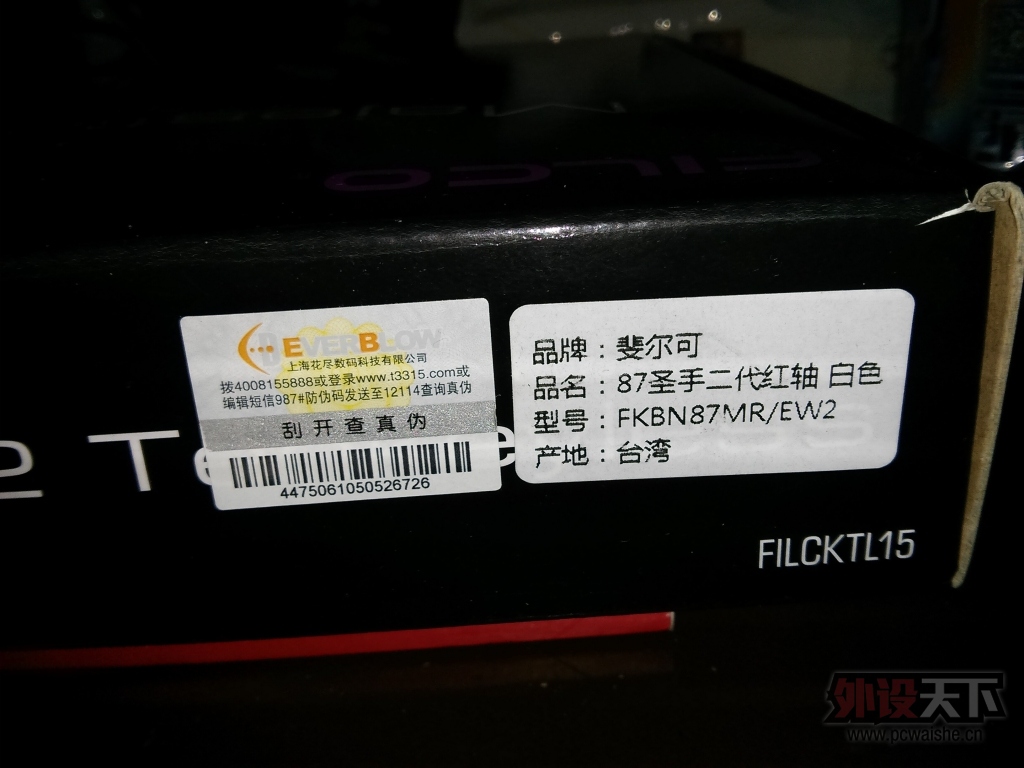 FILCO
EVERBLOW
上海花尽数码科技有限公司
拨4008155888或登录www.t3315.com或
编辑短信987#防伪码发送至12114查询真伪
刮开查真伪
4475061050526726
品牌：斐尔可
品名：87圣手二代红轴 白色
型号：FKBN87MR/EW2
产地：台湾
2 Te
FILCKTL15
外设天下
www.pcwaishe.cn